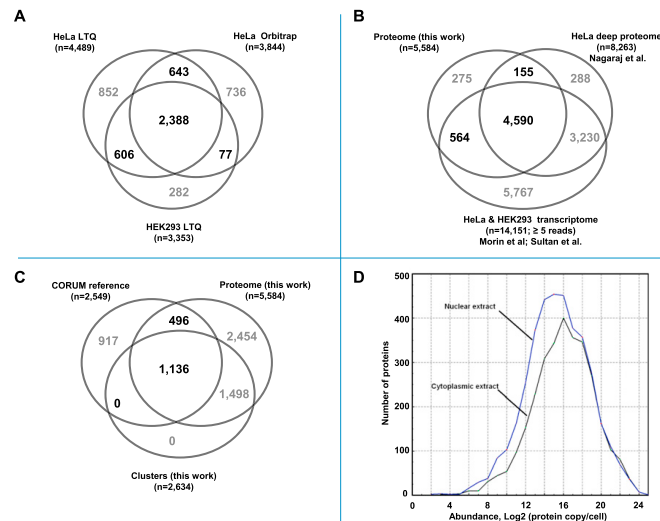 A
HeLa LTQ
(n=4,489)
HeLa Orbitrap
(n=3,844)
643
852
736
2,388
606
77
282
HEK293 LTQ
(n=3,353)
B
Proteome (this work)
(n=5,584)
HeLa deep proteome
(n=8,263)
Nagaraj et al.
275
155
288
4,590
564
3,230
5,767
HeLa & HEK293 transcriptome
(n=14,151; ≥ 5 reads)
Morin et al; Sultan et al.
C
CORUM reference
(n=2,549)
Proteome (this work)
(n=5,584)
496
917
2,454
1,136
0
1,498
0
Clusters (this work)
(n=2,634)
D
500
400
300
200
100
0
Number of proteins
Nuclear extract
Cytoplasmic extract
0 4 8 12 16 20 24
Abundance, Log2 (protein copy/cell)